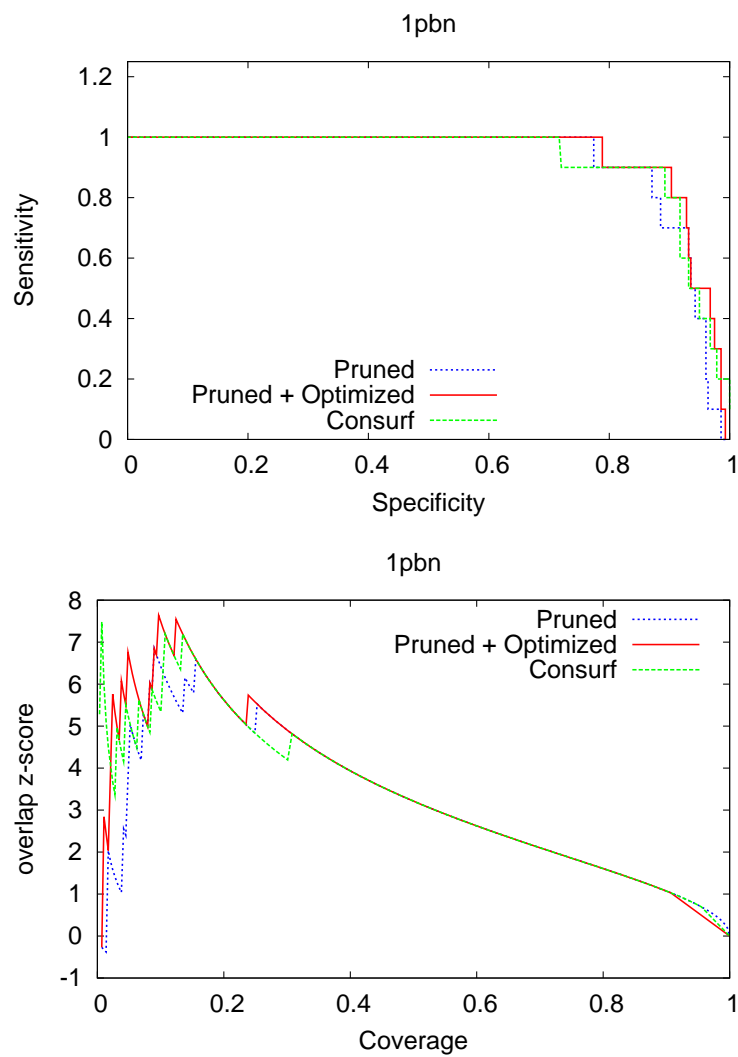 1pbn
1.2
1
0.8
0.6
0.4
0.2
0
Sensitivity
Pruned
Pruned + Optimized
Consurf
0 0.2 0.4 0.6 0.8 1
Specificity
1pbn
8
7
6
5
4
3
2
1
0
-1
overlap z-score
Pruned
Pruned + Optimized
Consurf
0 0.2 0.4 0.6 0.8 1
Coverage